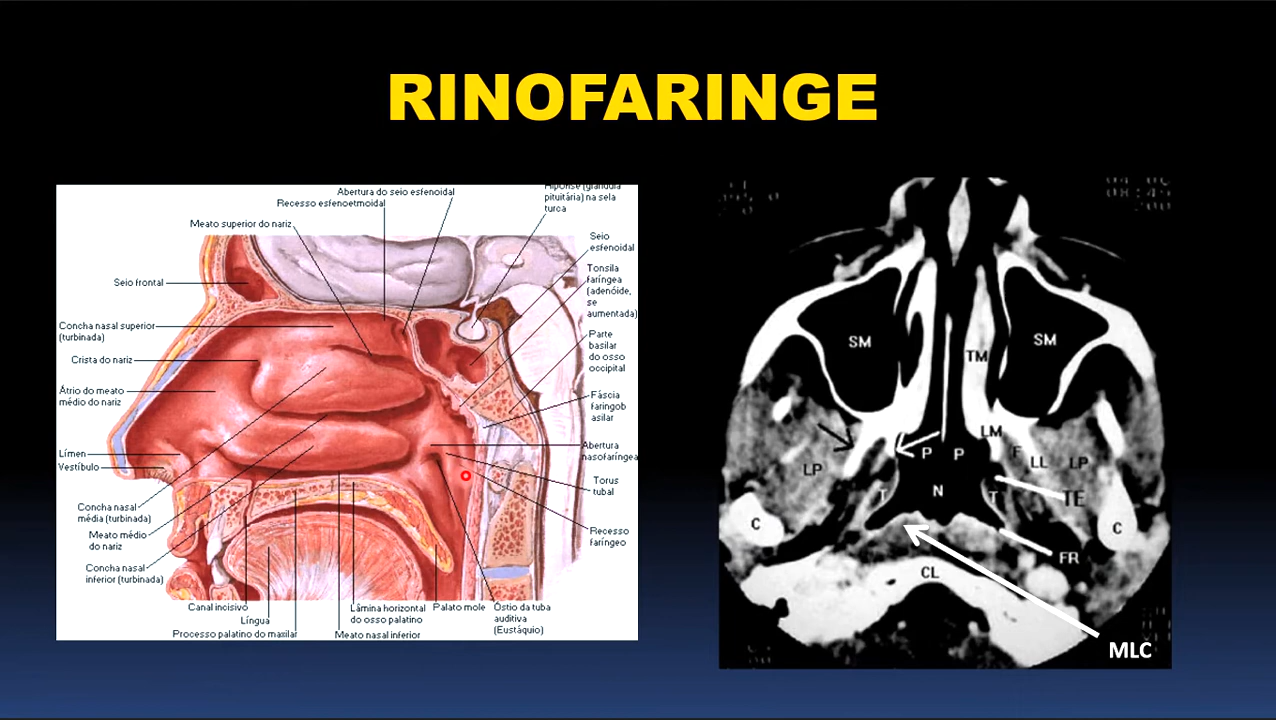 RINOFARINGE
Abertura do seio esfenoidal
Recesso esfenoetmoidal
Meato superior do nariz
Hipófise (glândula
pituitária) na sela
turca
Seio frontal
Concha nasal superior
(turbinada)
Crista do nariz
Átrio do meato
médio do nariz
Límen
Vestíbulo
Concha nasal
média (turbinada)
Meato médio
do nariz
Concha nasal
inferior (turbinada)
Canal incisivo
Língua
Processo palatino do maxilar
Lâmina horizontal
do osso palatino
Meato nasal inferior
Palato mole
Óstio da tuba
auditiva
(Eustáquio)
Seio
esfenoidal
Tonsila
faríngea
(adenóide,
se
aumentada)
Parte
basilar
do osso
occipital
Fáscia
faringob
asilar
Abertura
nasofaríngea
Torus
tubal
Recesso
faríngeo
SM
SM
TM
LM
P
P
F
LL
LP
LP
N
T
T
TE
C
C
FR
CL
MLC